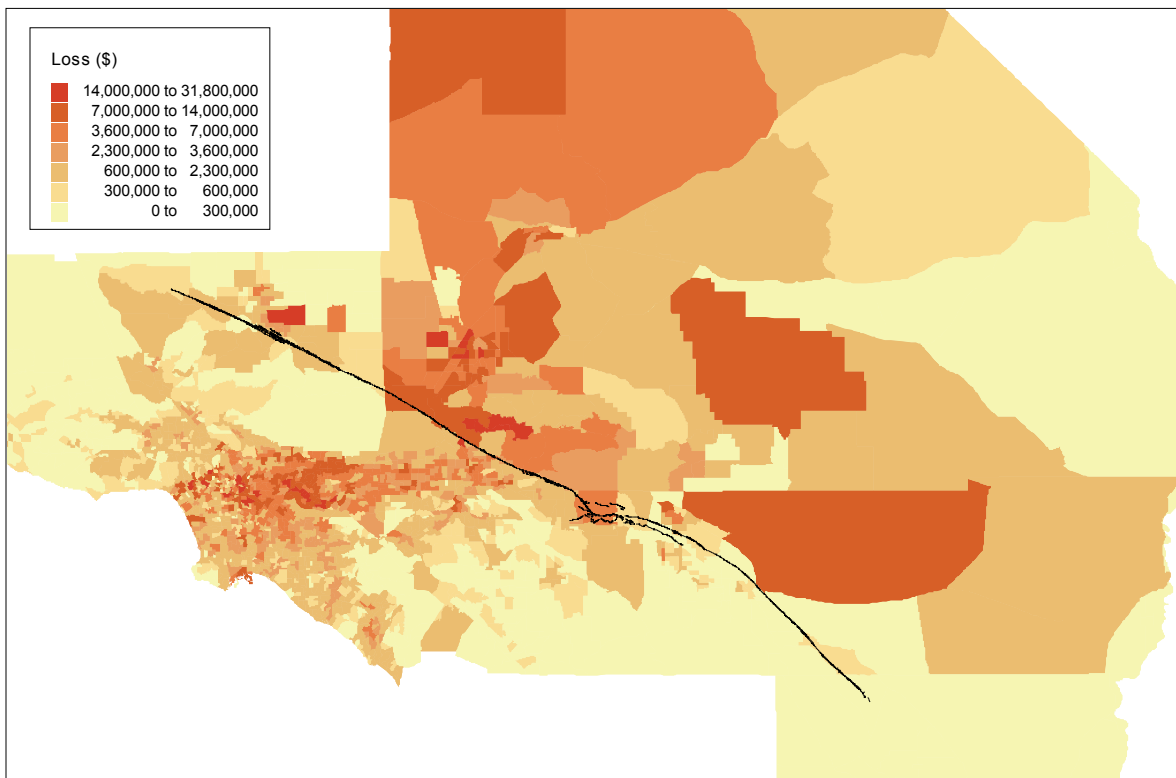 Loss ($)
14,000,000 to 31,800,000
7,000,000 to 14,000,000
3,600,000 to 7,000,000
2,300,000 to 3,600,000
600,000 to 2,300,000
300,000 to 600,000
0 to 300,000